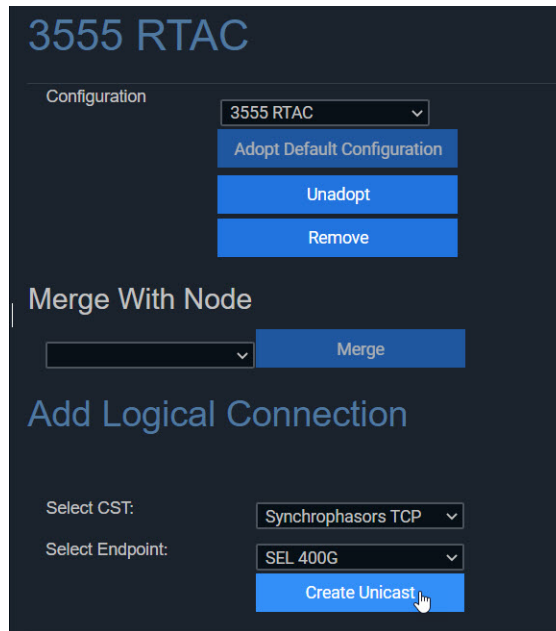 3555 RTAC
Configuration
3555 RTAC
Adopt Default Configuration
Unadopt
Remove
Merge With Node
Merge
Add Logical Connection
Select CST:
Synchrophasors TCP
Select Endpoint:
SEL 400G
Create Unicast